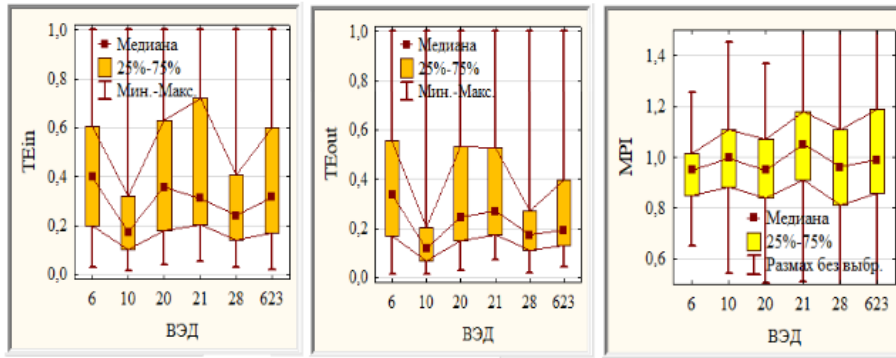 TEin
1,0
0,8
0,6
0,4
0,2
0,0
Медиана
25%-75%
Мин.-Макс.
6 10 20 21 28 623
ВЭД
TEout
1,0
0,8
0,6
0,4
0,2
0,0
Медиана
25%-75%
Мин.-Макс.
6 10 20 21 28 623
ВЭД
MPI
1,4
1,2
1,0
0,8
0,6
Медиана
25%-75%
Размах без выбр.
6 10 20 21 28 623
ВЭД